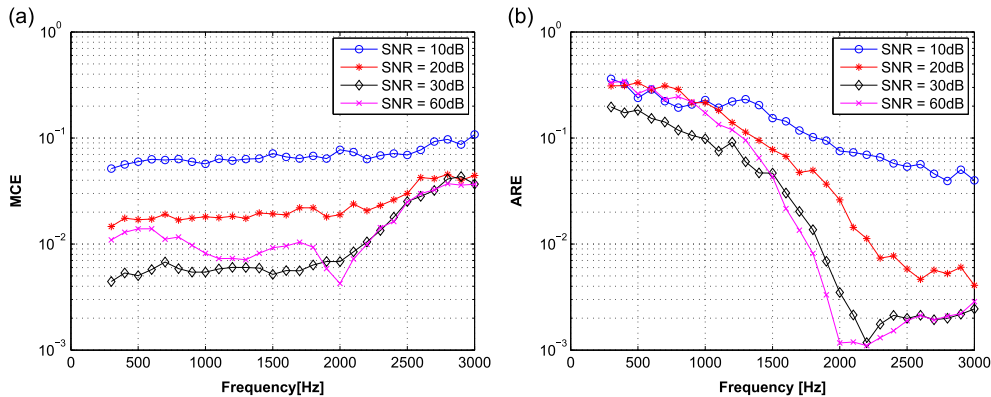 (a)
10^0
10^-1
10^-2
10^-3
MCE
0
500
1000
1500
2000
2500
3000
Frequency[Hz]
SNR = 10dB
SNR = 20dB
SNR = 30dB
SNR = 60dB
(b)
10^0
10^-1
10^-2
10^-3
ARE
0
500
1000
1500
2000
2500
3000
Frequency [Hz]
SNR = 10dB
SNR = 20dB
SNR = 30dB
SNR = 60dB